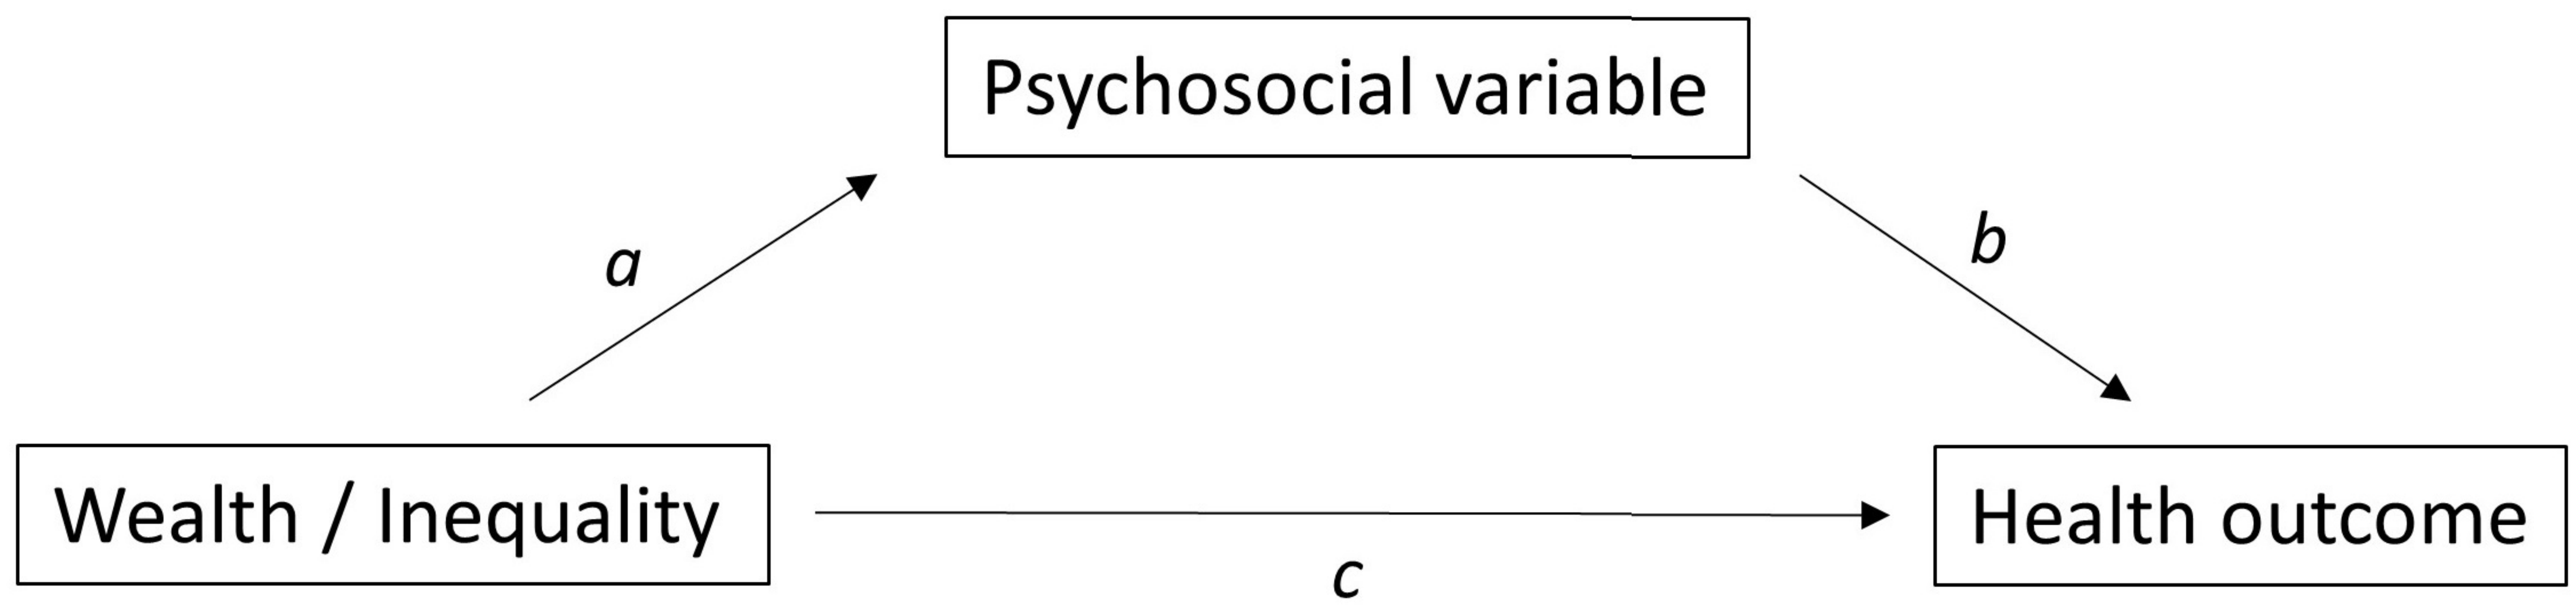 Psychosocial variable
a
b
Wealth / Inequality
c
Health outcome